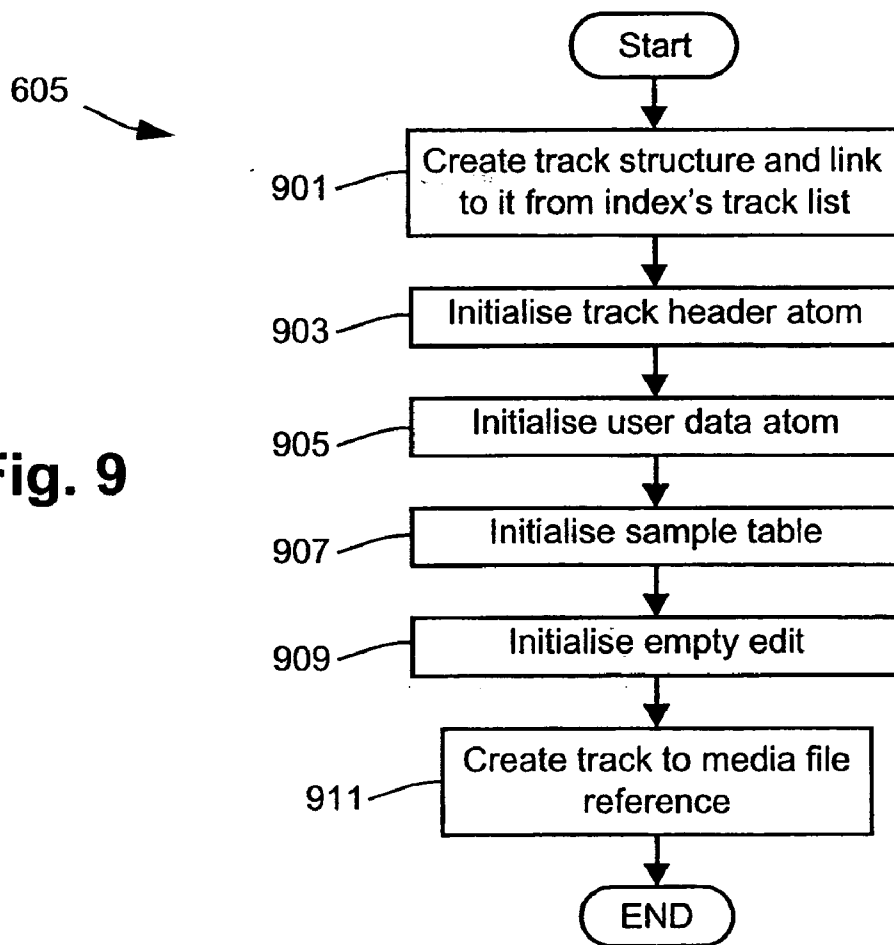 Start
605
901
Create track structure and link
to it from index's track list
903
Initialise track header atom
905
Initialise user data atom
Fig. 9
907
Initialise sample table
909
Initialise empty edit
911
Create track to media file
reference
END